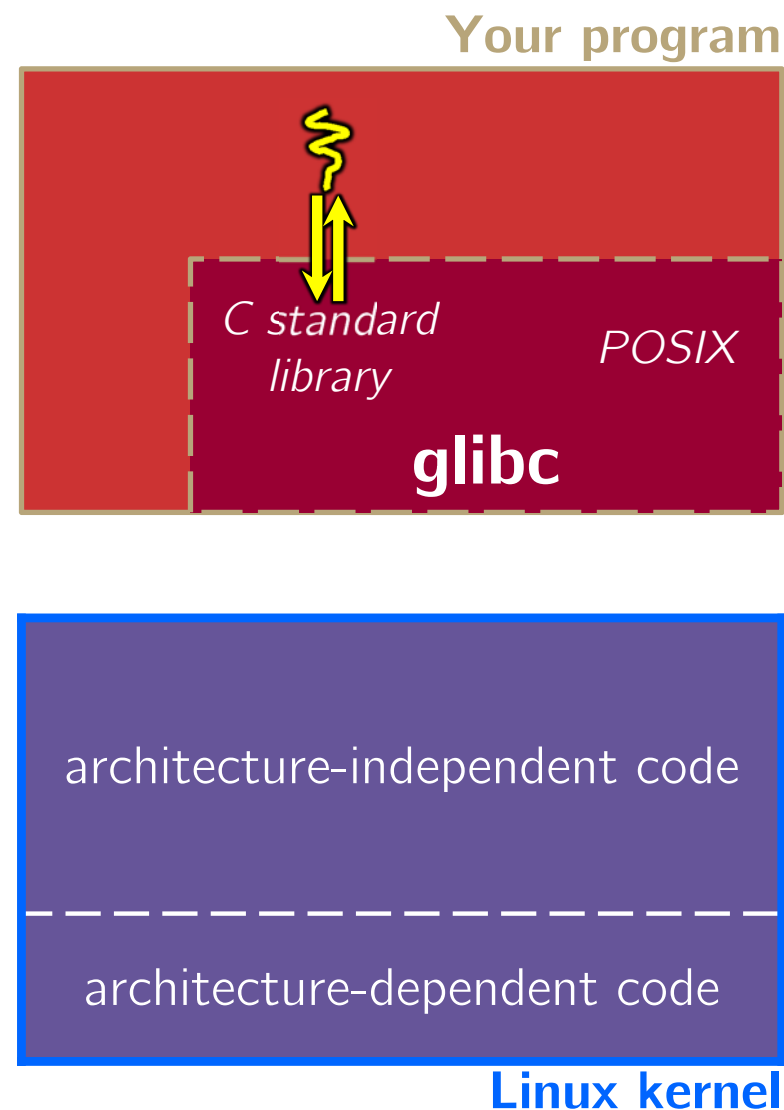 Your program
C standard
library
POSIX
glibc
architecture-independent code
architecture-dependent code
Linux kernel